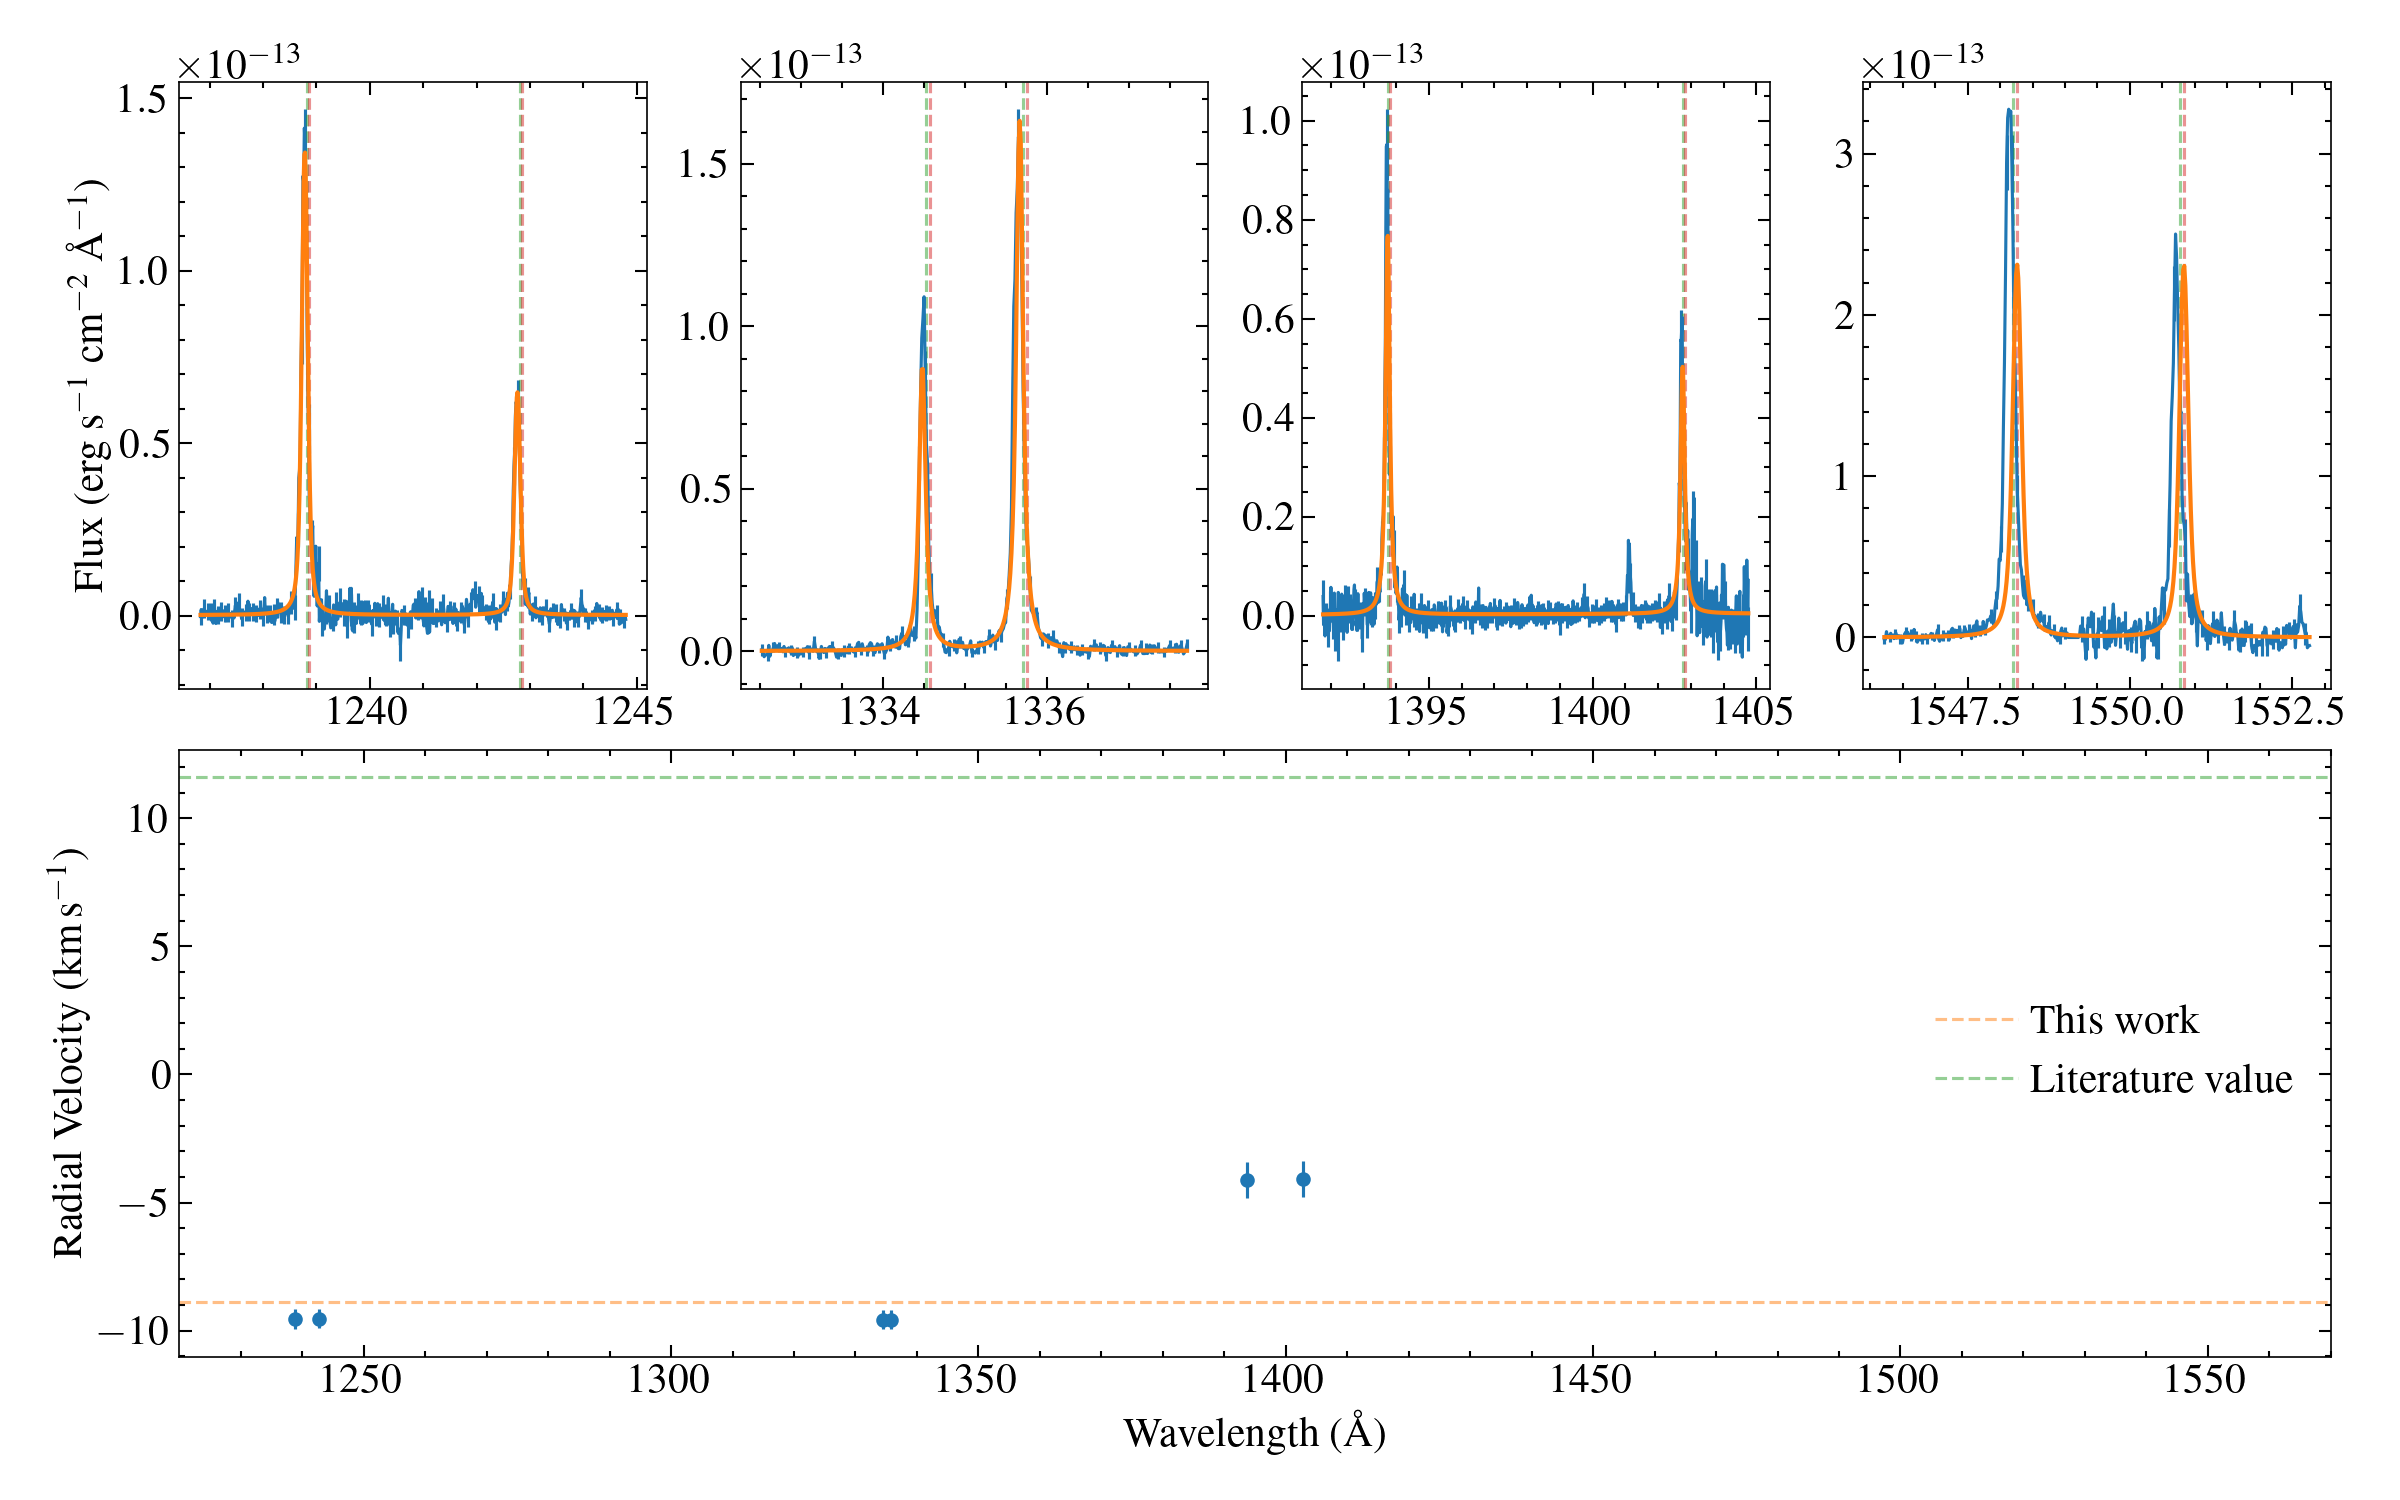 ×10⁻¹³ ×10⁻¹³ ×10⁻¹³ ×10⁻¹³
Flux (erg s⁻¹ cm⁻² Å⁻¹)
1.5
1.0
0.5
0.0
1240 1245
1.5
1.0
0.5
0.0
1334 1336
1.0
0.8
0.6
0.4
0.2
0.0
1395 1400 1405
3
2
1
0
1547.5 1550.0 1552.5
Radial Velocity (km s⁻¹)
10
5
0
−5
−10
This work
Literature value
1250 1300 1350 1400 1450 1500 1550
Wavelength (Å)